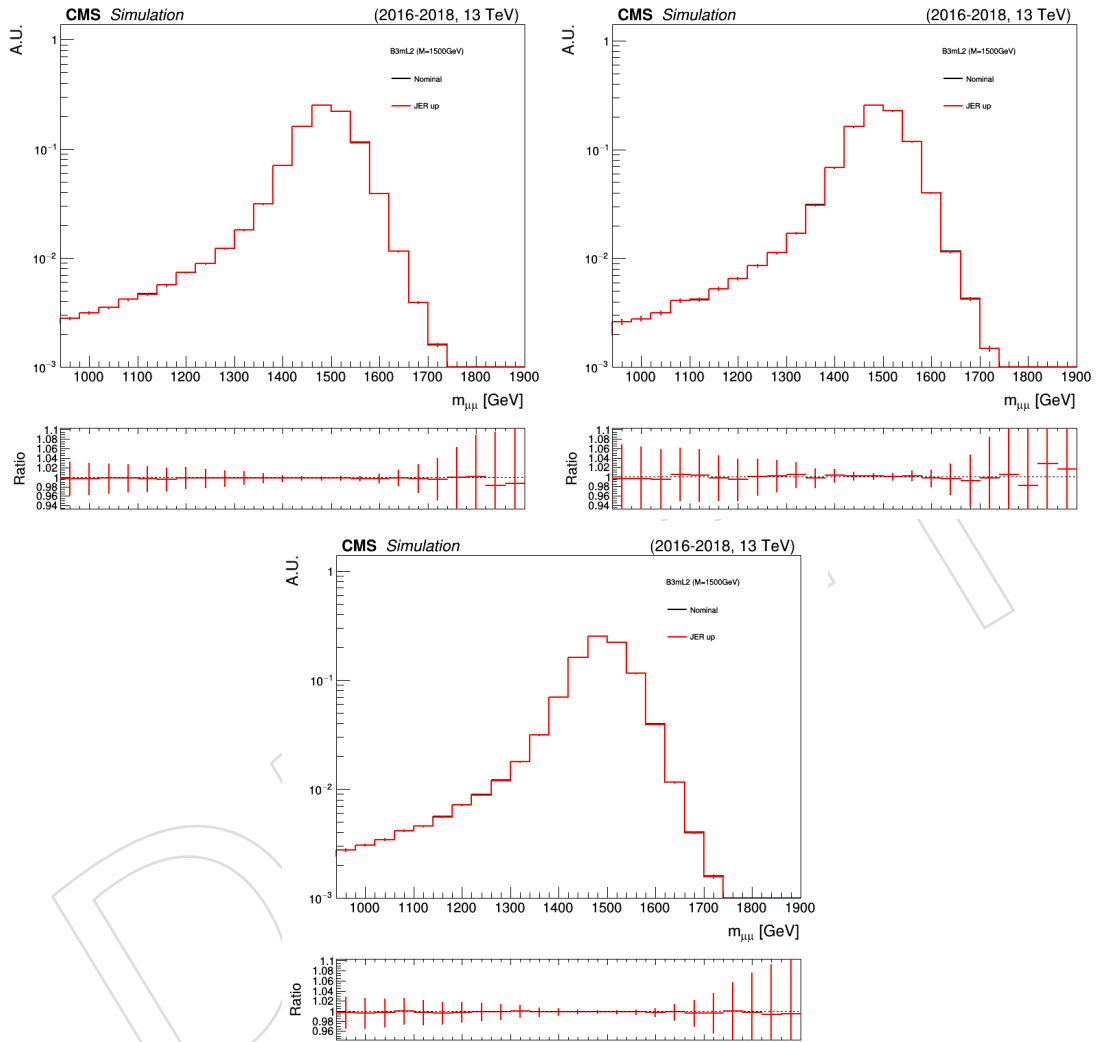 CMS Simulation (2016-2018, 13 TeV)
A.U.
B3mL2 (M=1500GeV)
Nominal
JER up
1
10⁻¹
10⁻²
10⁻³
1000 1100 1200 1300 1400 1500 1600 1700 1800 1900
m_μμ [GeV]
Ratio
1.1
1.08
1.06
1.04
1.02
1
0.98
0.96
0.94
CMS Simulation (2016-2018, 13 TeV)
A.U.
B3mL2 (M=1500GeV)
Nominal
JER up
1
10⁻¹
10⁻²
10⁻³
1000 1100 1200 1300 1400 1500 1600 1700 1800 1900
m_μμ [GeV]
Ratio
1.1
1.08
1.06
1.04
1.02
1
0.98
0.96
0.94
CMS Simulation (2016-2018, 13 TeV)
A.U.
B3mL2 (M=1500GeV)
Nominal
JER up
1
10⁻¹
10⁻²
10⁻³
1000 1100 1200 1300 1400 1500 1600 1700 1800 1900
m_μμ [GeV]
Ratio
1.1
1.08
1.06
1.04
1.02
1
0.98
0.96